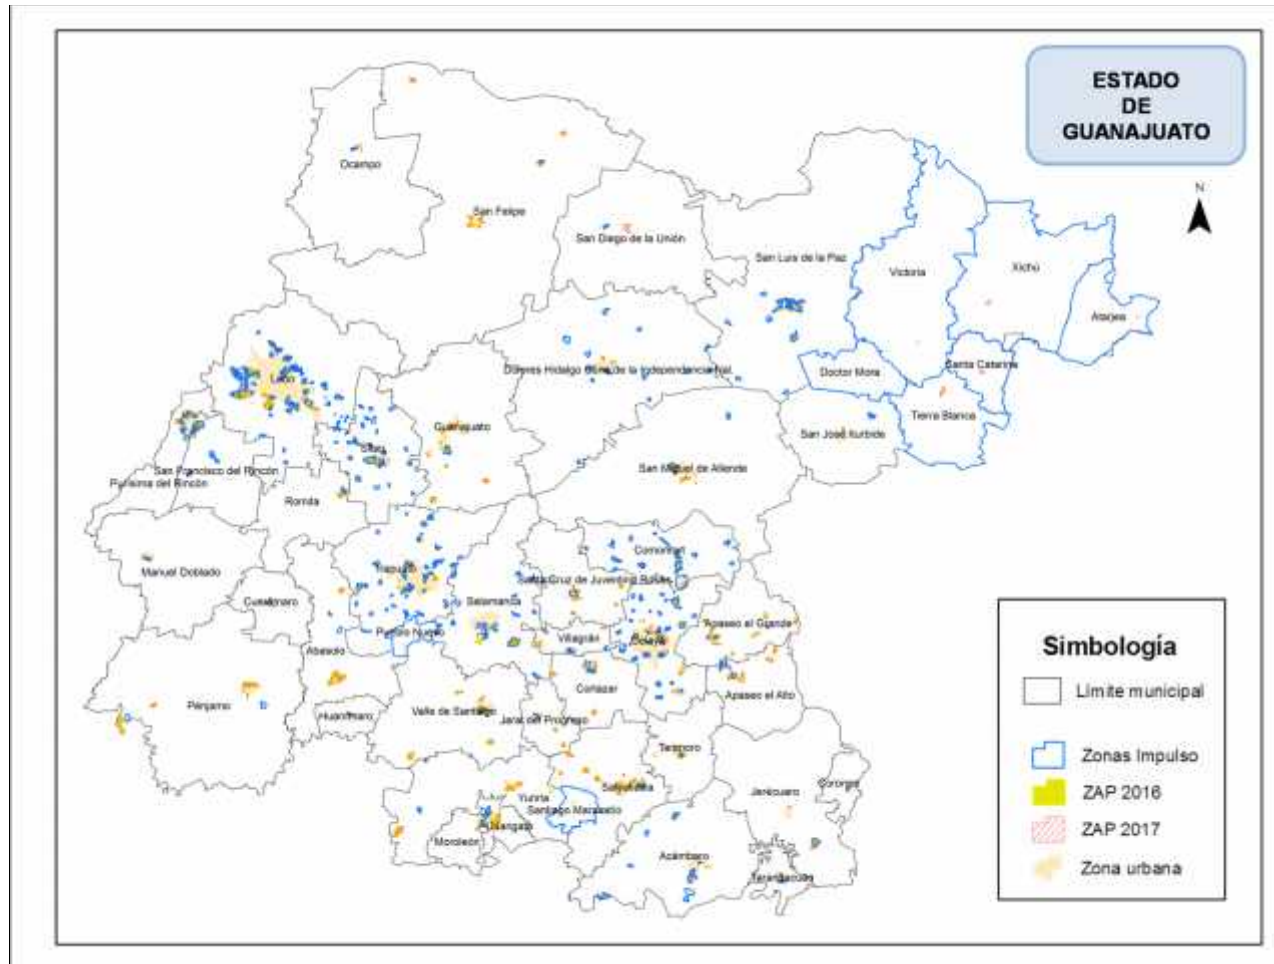 ESTADO
DE
GUANAJUATO
N
Ocampo
San Felipe
San Diego de la Unión
San Luis de la Paz
Victoria
Xichú
Atarjea
León
Dolores Hidalgo Cuna de la Independencia Nal.
Doctor Mora
Santa Catarina
Tierra Blanca
Guanajuato
San José Iturbide
Silao
San Miguel de Allende
San Francisco del Rincón
Purísima del Rincón
Romita
Comonfort
Manuel Doblado
Irapuato
Santa Cruz de Juventino Rosas
Cuerámaro
Salamanca
Pueblo Nuevo
Villagrán
Celaya
Apaseo el Grande
Abasolo
Cortazar
Apaseo el Alto
Pénjamo
Huanímaro
Valle de Santiago
Jaral del Progreso
Tarimoro
Salvatierra
Jerécuaro
Coroneo
Yuriria
Santiago Maravatío
Uriangato
Moroleón
Acámbaro
Tarandacuao
Simbología
Límite municipal
Zonas Impulso
ZAP 2016
ZAP 2017
Zona urbana